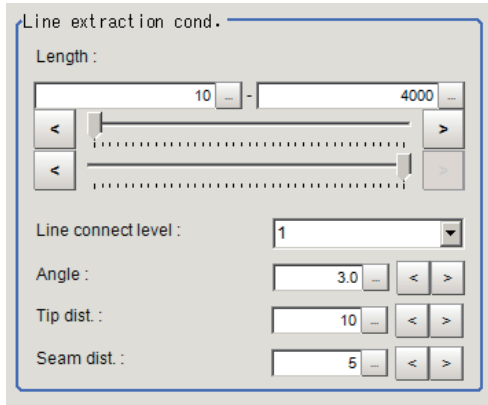 Line extraction cond.
Length :
10 ... - 4000 ...
< >
< >
Line connect level : 1
Angle : 3.0 ... < >
Tip dist. : 10 ... < >
Seam dist. : 5 ... < >